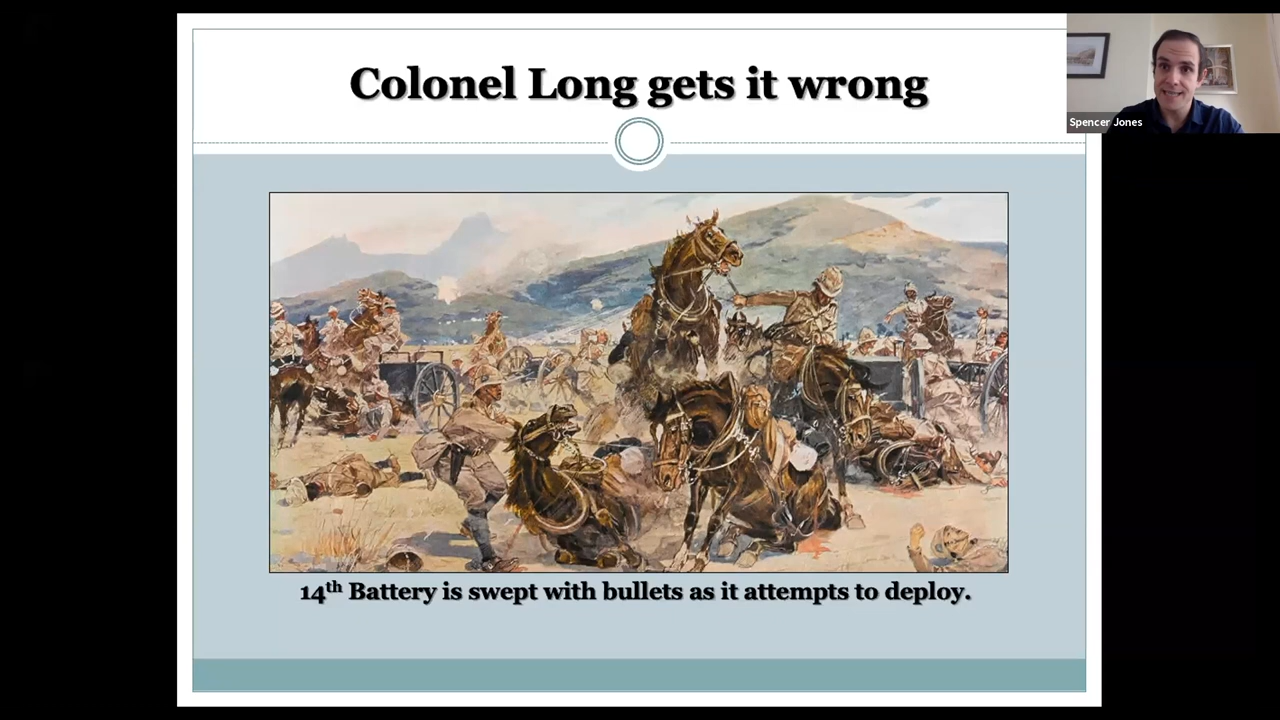 Colonel Long gets it wrong
Spencer Jones
14th Battery is swept with bullets as it attempts to deploy.